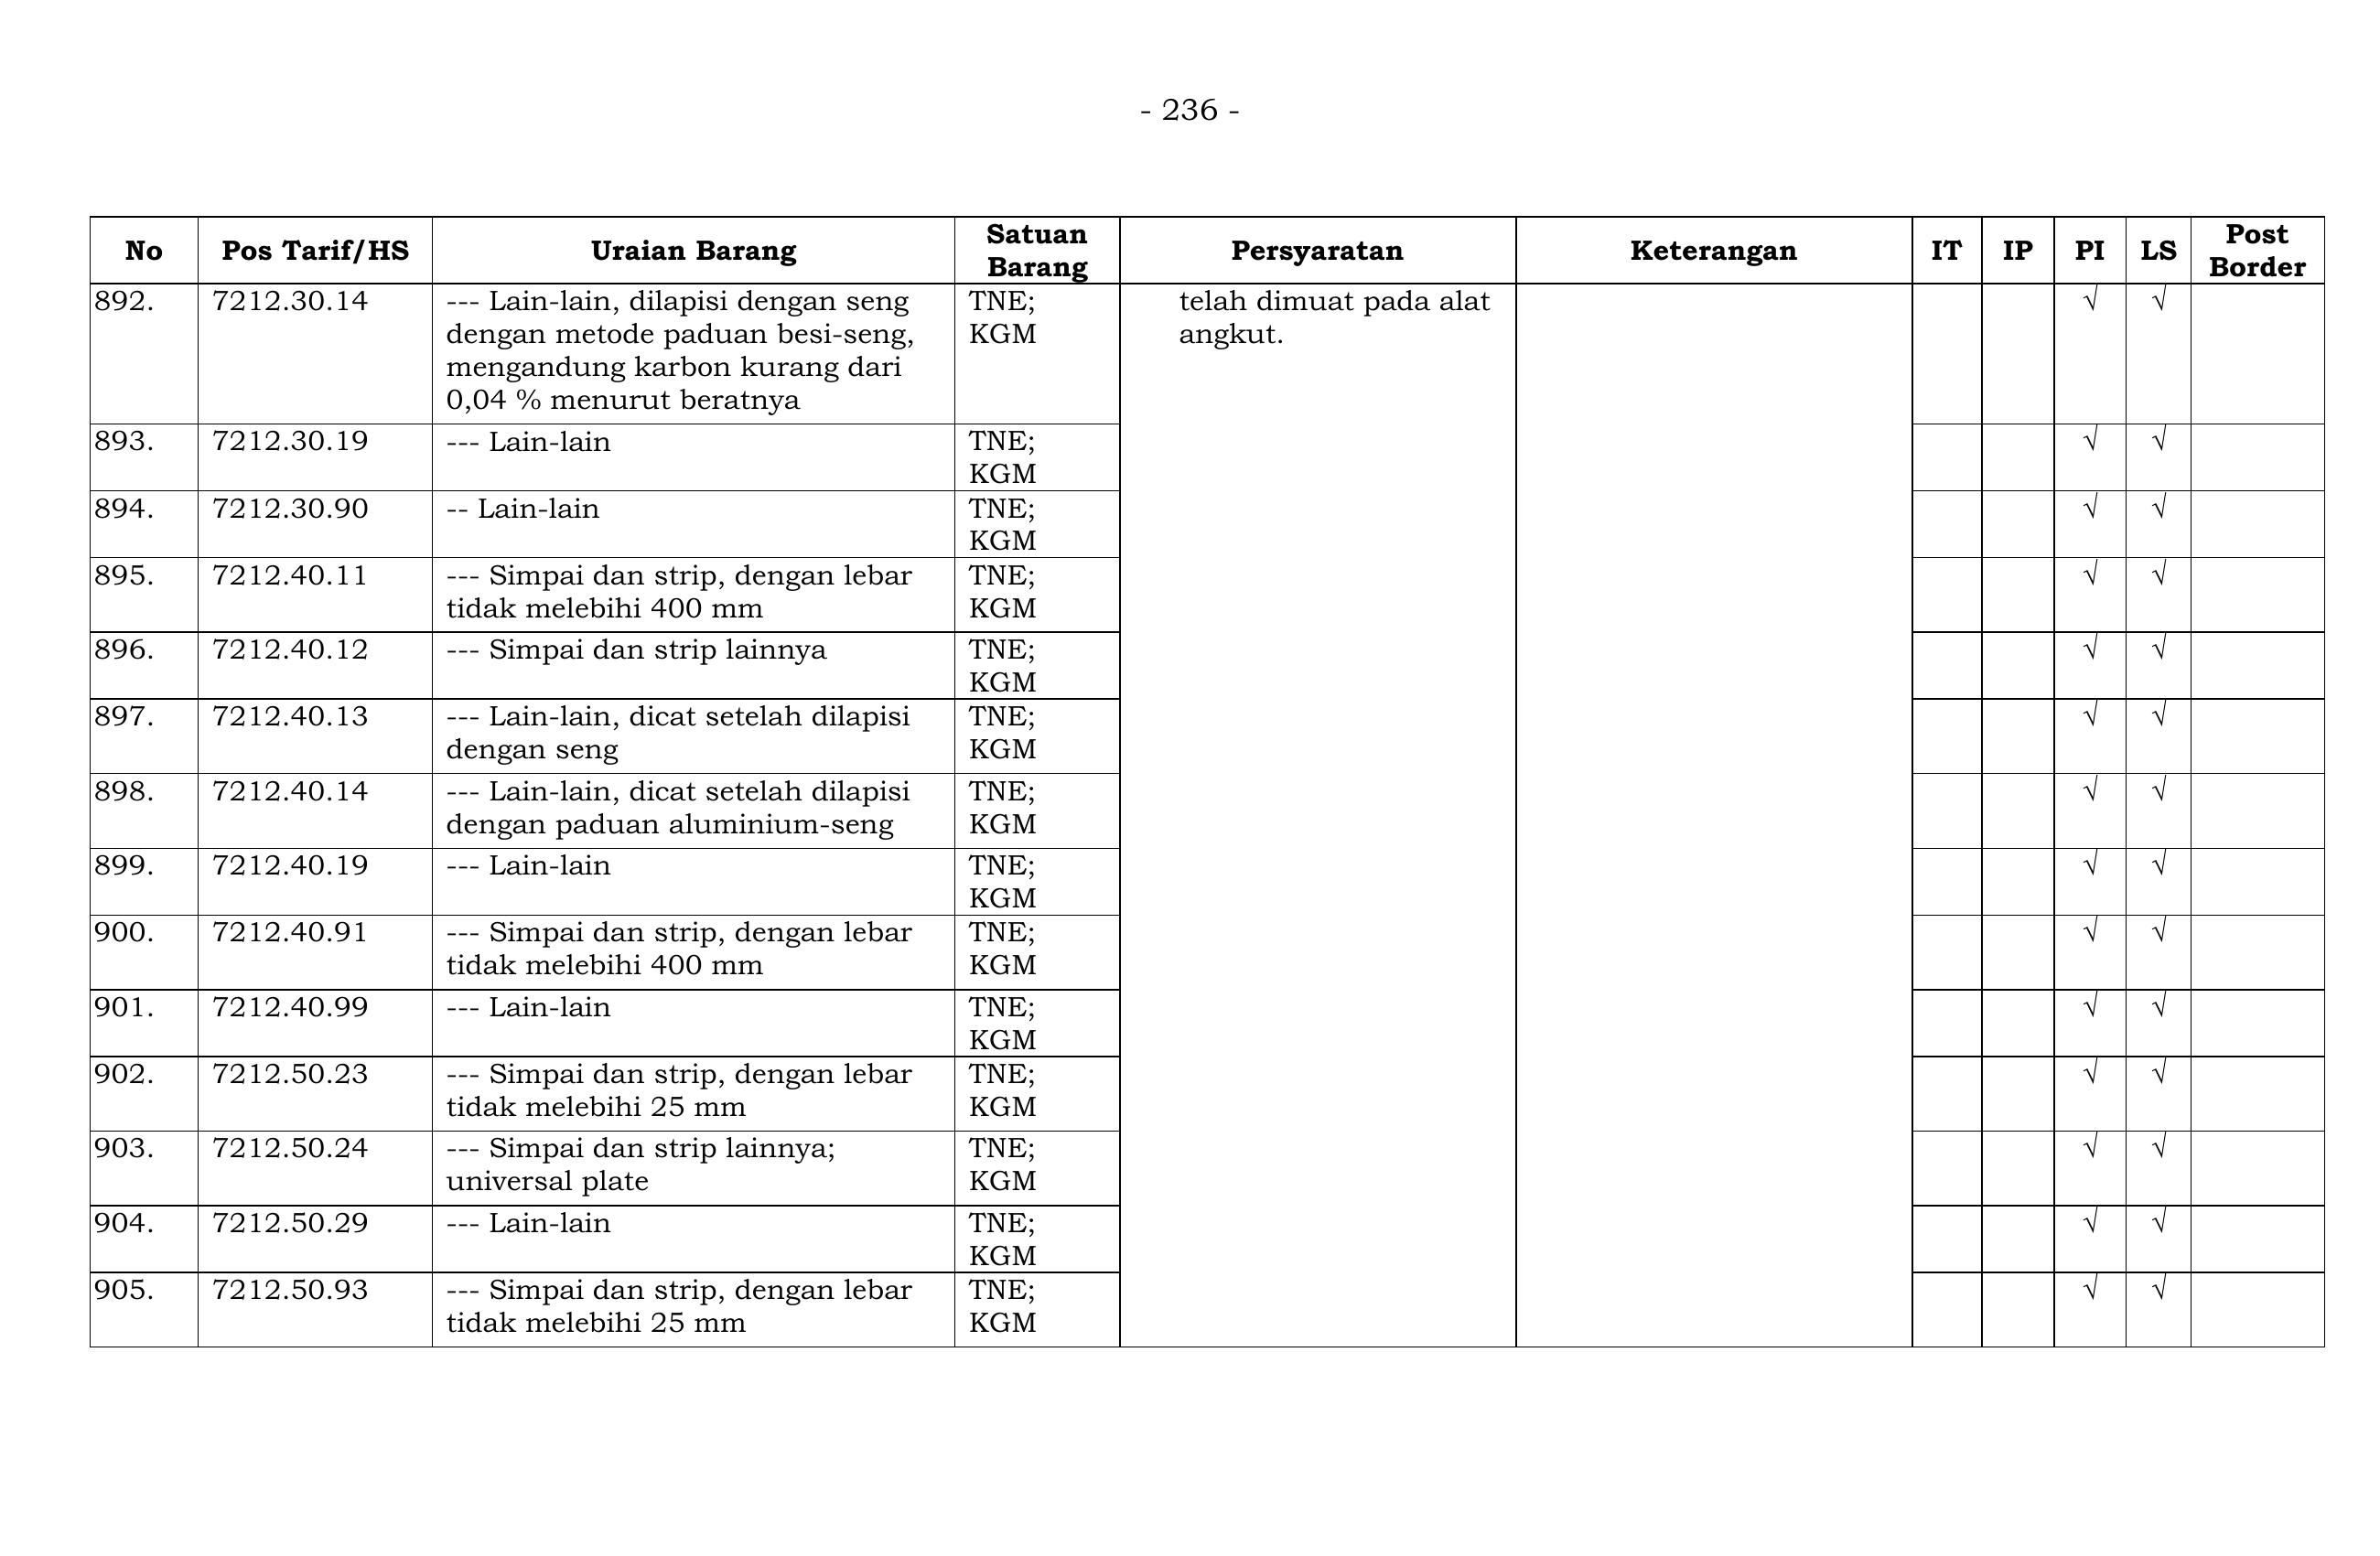 - 236 -
No Pos Tarif/HS Uraian Barang Satuan Barang Persyaratan Keterangan IT IP PI LS Post Border
892. 7212.30.14 --- Lain-lain, dilapisi dengan seng TNE; telah dimuat pada alat √ √
dengan metode paduan besi-seng, KGM angkut.
mengandung karbon kurang dari
0,04 % menurut beratnya
893. 7212.30.19 --- Lain-lain TNE; √ √
KGM
894. 7212.30.90 -- Lain-lain TNE; √ √
KGM
895. 7212.40.11 --- Simpai dan strip, dengan lebar TNE; √ √
tidak melebihi 400 mm KGM
896. 7212.40.12 --- Simpai dan strip lainnya TNE; √ √
KGM
897. 7212.40.13 --- Lain-lain, dicat setelah dilapisi TNE; √ √
dengan seng KGM
898. 7212.40.14 --- Lain-lain, dicat setelah dilapisi TNE; √ √
dengan paduan aluminium-seng KGM
899. 7212.40.19 --- Lain-lain TNE; √ √
KGM
900. 7212.40.91 --- Simpai dan strip, dengan lebar TNE; √ √
tidak melebihi 400 mm KGM
901. 7212.40.99 --- Lain-lain TNE; √ √
KGM
902. 7212.50.23 --- Simpai dan strip, dengan lebar TNE; √ √
tidak melebihi 25 mm KGM
903. 7212.50.24 --- Simpai dan strip lainnya; TNE; √ √
universal plate KGM
904. 7212.50.29 --- Lain-lain TNE; √ √
KGM
905. 7212.50.93 --- Simpai dan strip, dengan lebar TNE; √ √
tidak melebihi 25 mm KGM